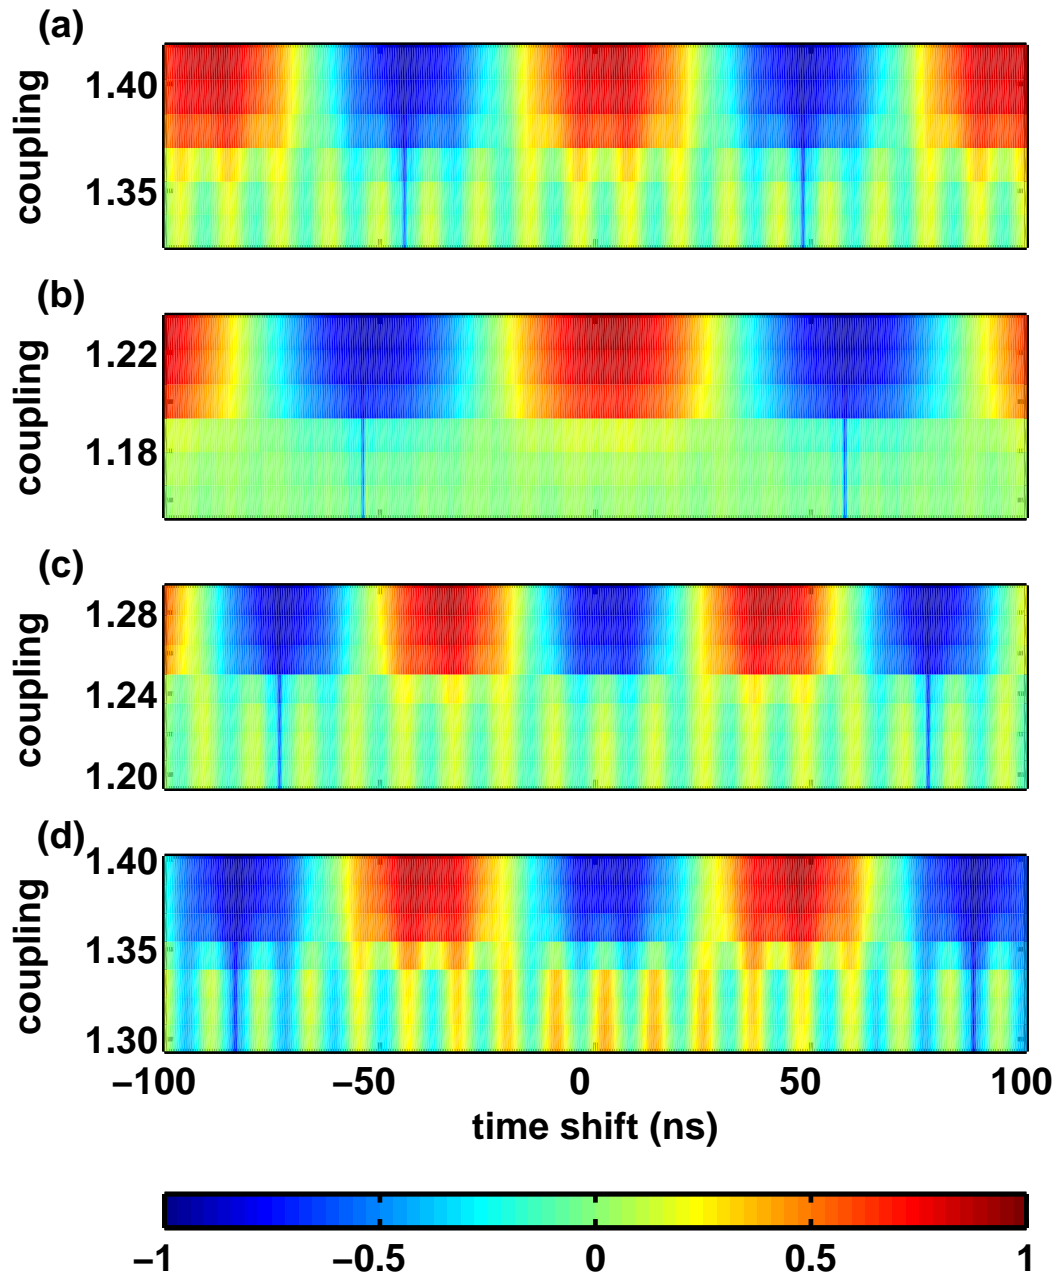 (a)
coupling
1.40
1.35
(b)
coupling
1.22
1.18
(c)
coupling
1.28
1.24
1.20
(d)
coupling
1.40
1.35
1.30
−100 −50 0 50 100
time shift (ns)
−1 −0.5 0 0.5 1